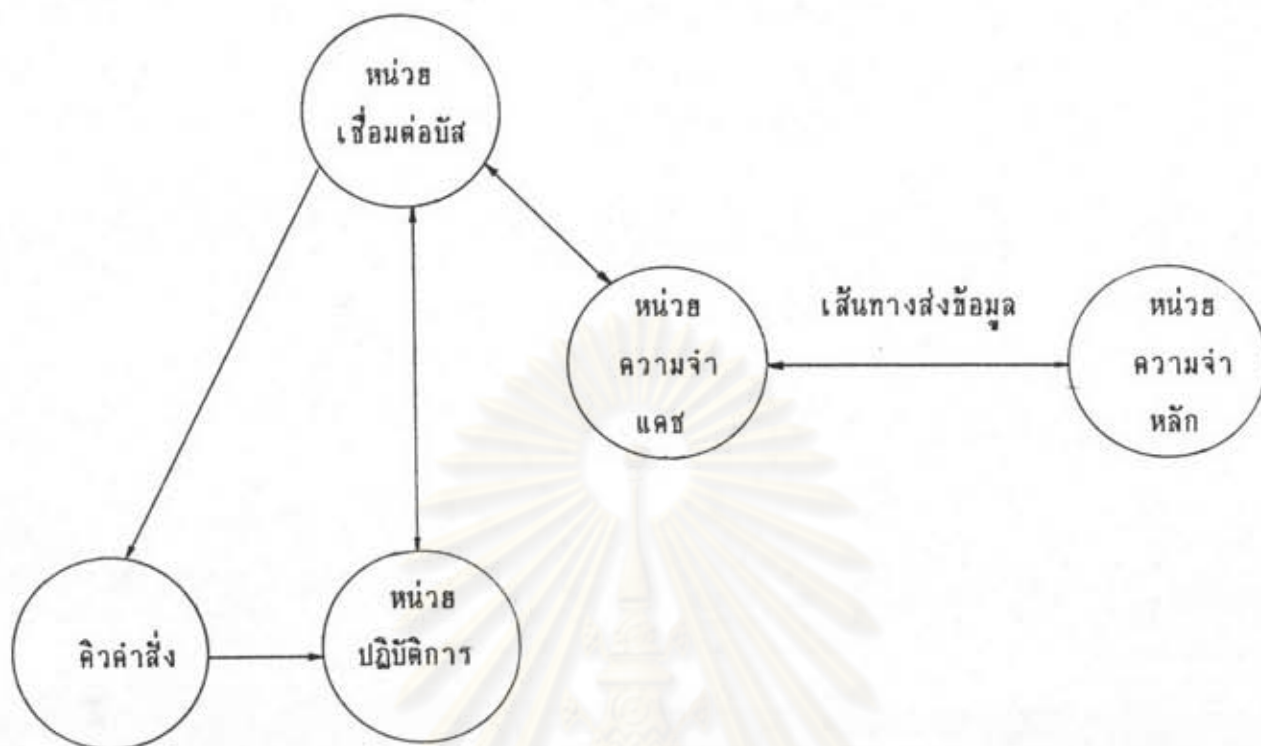 หน่วย
เชื่อมต่อบัส
หน่วย
ความจำ
แคช
เส้นทางส่งข้อมูล
หน่วย
ความจำ
หลัก
คิวคำสั่ง
หน่วย
ปฏิบัติการ